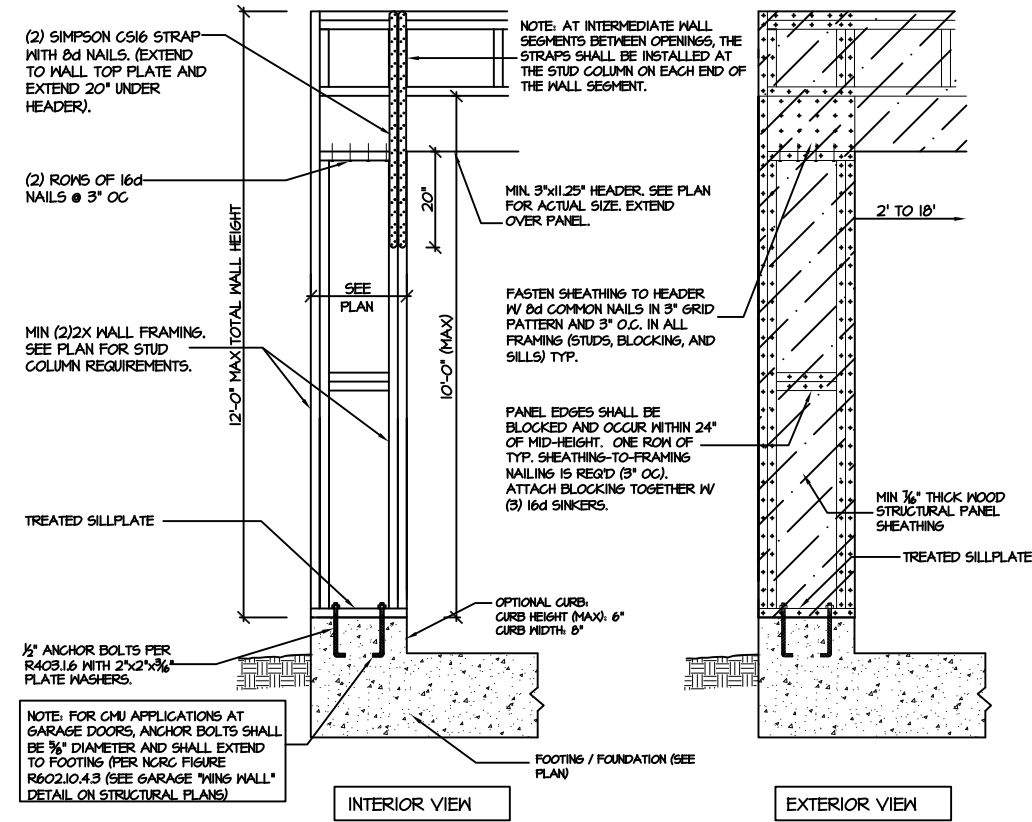 (2) SIMPSON CS16 STRAP
WITH 8d NAILS. (EXTEND
TO WALL TOP PLATE AND
EXTEND 20" UNDER
HEADER).
NOTE: AT INTERMEDIATE WALL
SEGMENTS BETWEEN OPENINGS, THE
STRAPS SHALL BE INSTALLED AT
THE STUD COLUMN ON EACH END OF
THE WALL SEGMENT.
(2) ROWS OF 16d
NAILS @ 3" OC
20"
MIN. 3"x11.25" HEADER. SEE PLAN
FOR ACTUAL SIZE. EXTEND
OVER PANEL.
2' TO 18'
12'-0" MAX TOTAL WALL HEIGHT
SEE
PLAN
10'-0" (MAX)
FASTEN SHEATHING TO HEADER
W/ 8d COMMON NAILS IN 3" GRID
PATTERN AND 3" O.C. IN ALL
FRAMING (STUDS, BLOCKING, AND
SILLS) TYP.
MIN (2)2X WALL FRAMING.
SEE PLAN FOR STUD
COLUMN REQUIREMENTS.
PANEL EDGES SHALL BE
BLOCKED AND OCCUR WITHIN 24"
OF MID-HEIGHT. ONE ROW OF
TYP. SHEATHING-TO-FRAMING
NAILING IS REQ'D (3" OC).
ATTACH BLOCKING TOGETHER W/
(3) 16d SINKERS.
MIN 7/16" THICK WOOD
STRUCTURAL PANEL
SHEATHING
TREATED SILLPLATE
TREATED SILLPLATE
OPTIONAL CURB:
CURB HEIGHT (MAX): 6"
CURB WIDTH: 8"
1/2" ANCHOR BOLTS PER
R403.1.6 WITH 2"x2"x3/16"
PLATE WASHERS.
NOTE: FOR CMU APPLICATIONS AT
GARAGE DOORS, ANCHOR BOLTS SHALL
BE 5/8" DIAMETER AND SHALL EXTEND
TO FOOTING (PER NCRC FIGURE
R602.10.4.3 (SEE GARAGE "WING WALL"
DETAIL ON STRUCTURAL PLANS)
FOOTING / FOUNDATION (SEE
PLAN)
INTERIOR VIEW
EXTERIOR VIEW